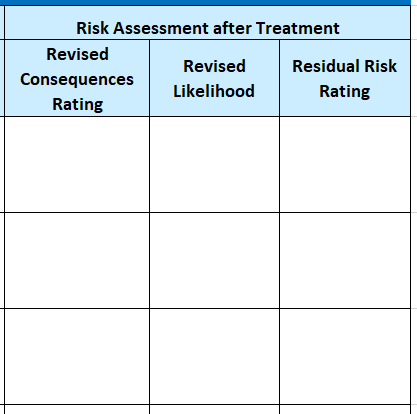 Risk Assessment after Treatment
Revised
Consequences
Rating
Revised
Likelihood
Residual Risk
Rating